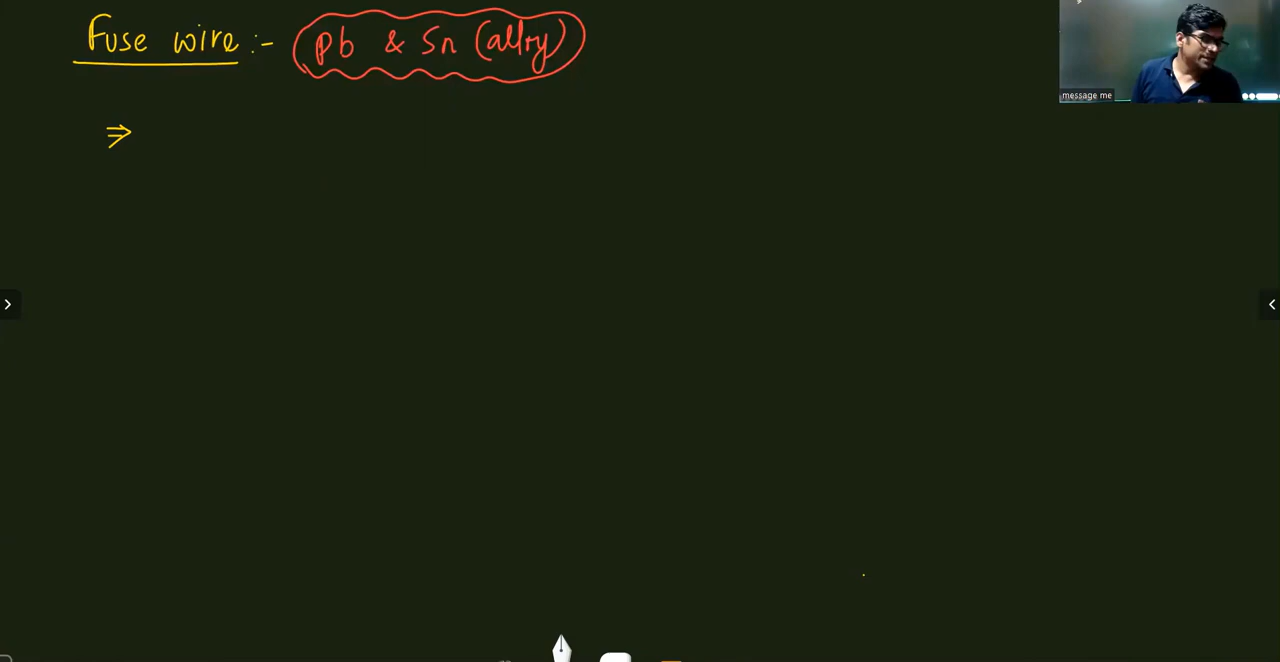 Fuse wire :- Pb & Sn (alloy)
message me
⇒